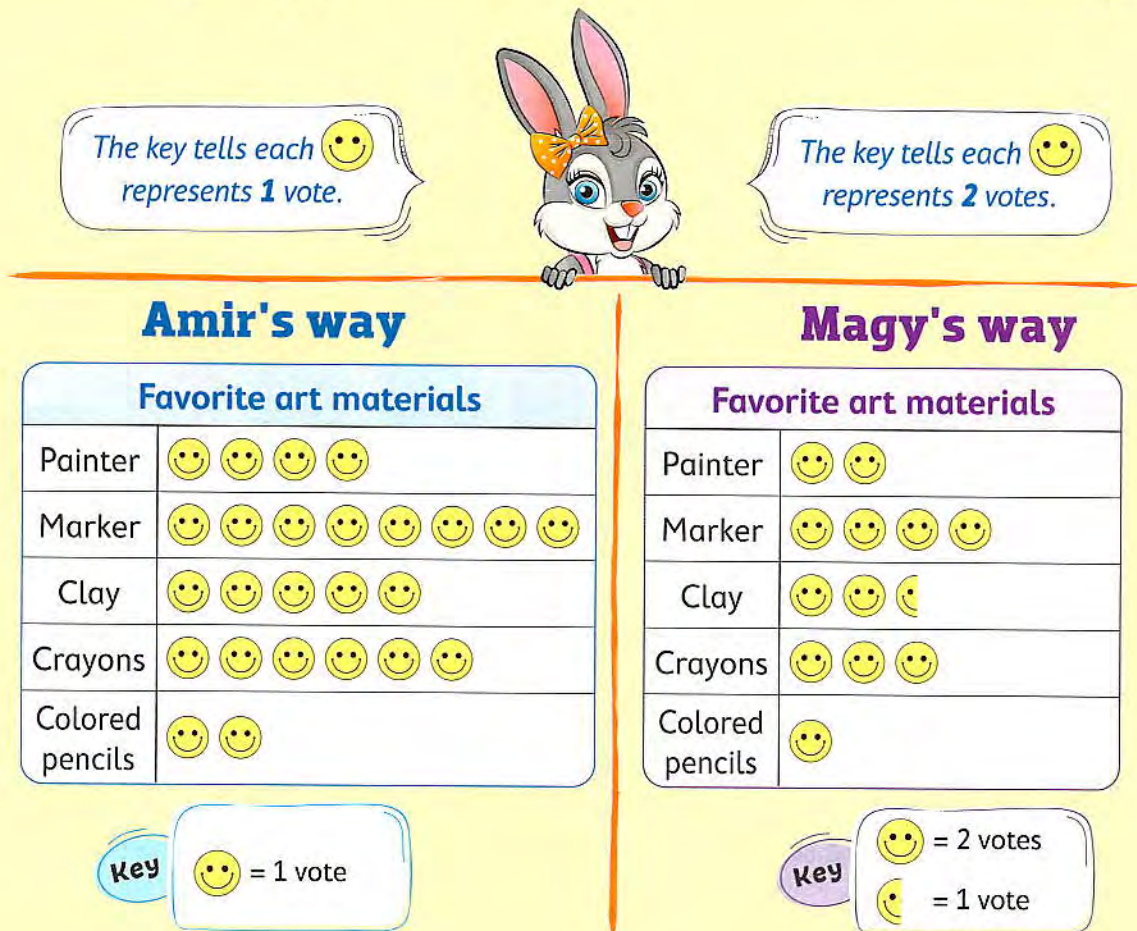 The key tells each
represents 1 vote.
The key tells each
represents 2 votes.
Amir's way
Favorite art materials
Painter
Marker
Clay
Crayons
Colored
pencils
Key
= 1 vote
Magy's way
Favorite art materials
Painter
Marker
Clay
Crayons
Colored
pencils
Key
= 2 votes
= 1 vote